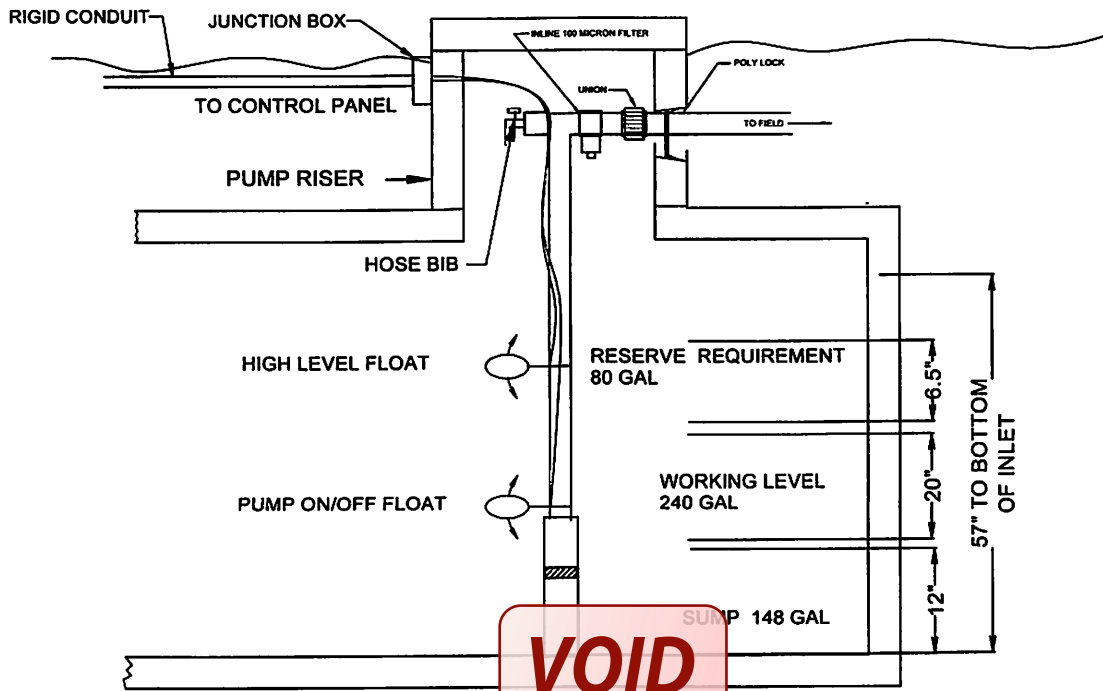 RIGID CONDUIT
JUNCTION BOX
INLINE 100 MICRON FILTER
POLY LOCK
UNION
TO CONTROL PANEL
TO FIELD
PUMP RISER
HOSE BIB
HIGH LEVEL FLOAT
RESERVE REQUIREMENT
80 GAL
6.5"
PUMP ON/OFF FLOAT
WORKING LEVEL
240 GAL
20"
57" TO BOTTOM
OF INLET
12"
SUMP 148 GAL
VOID